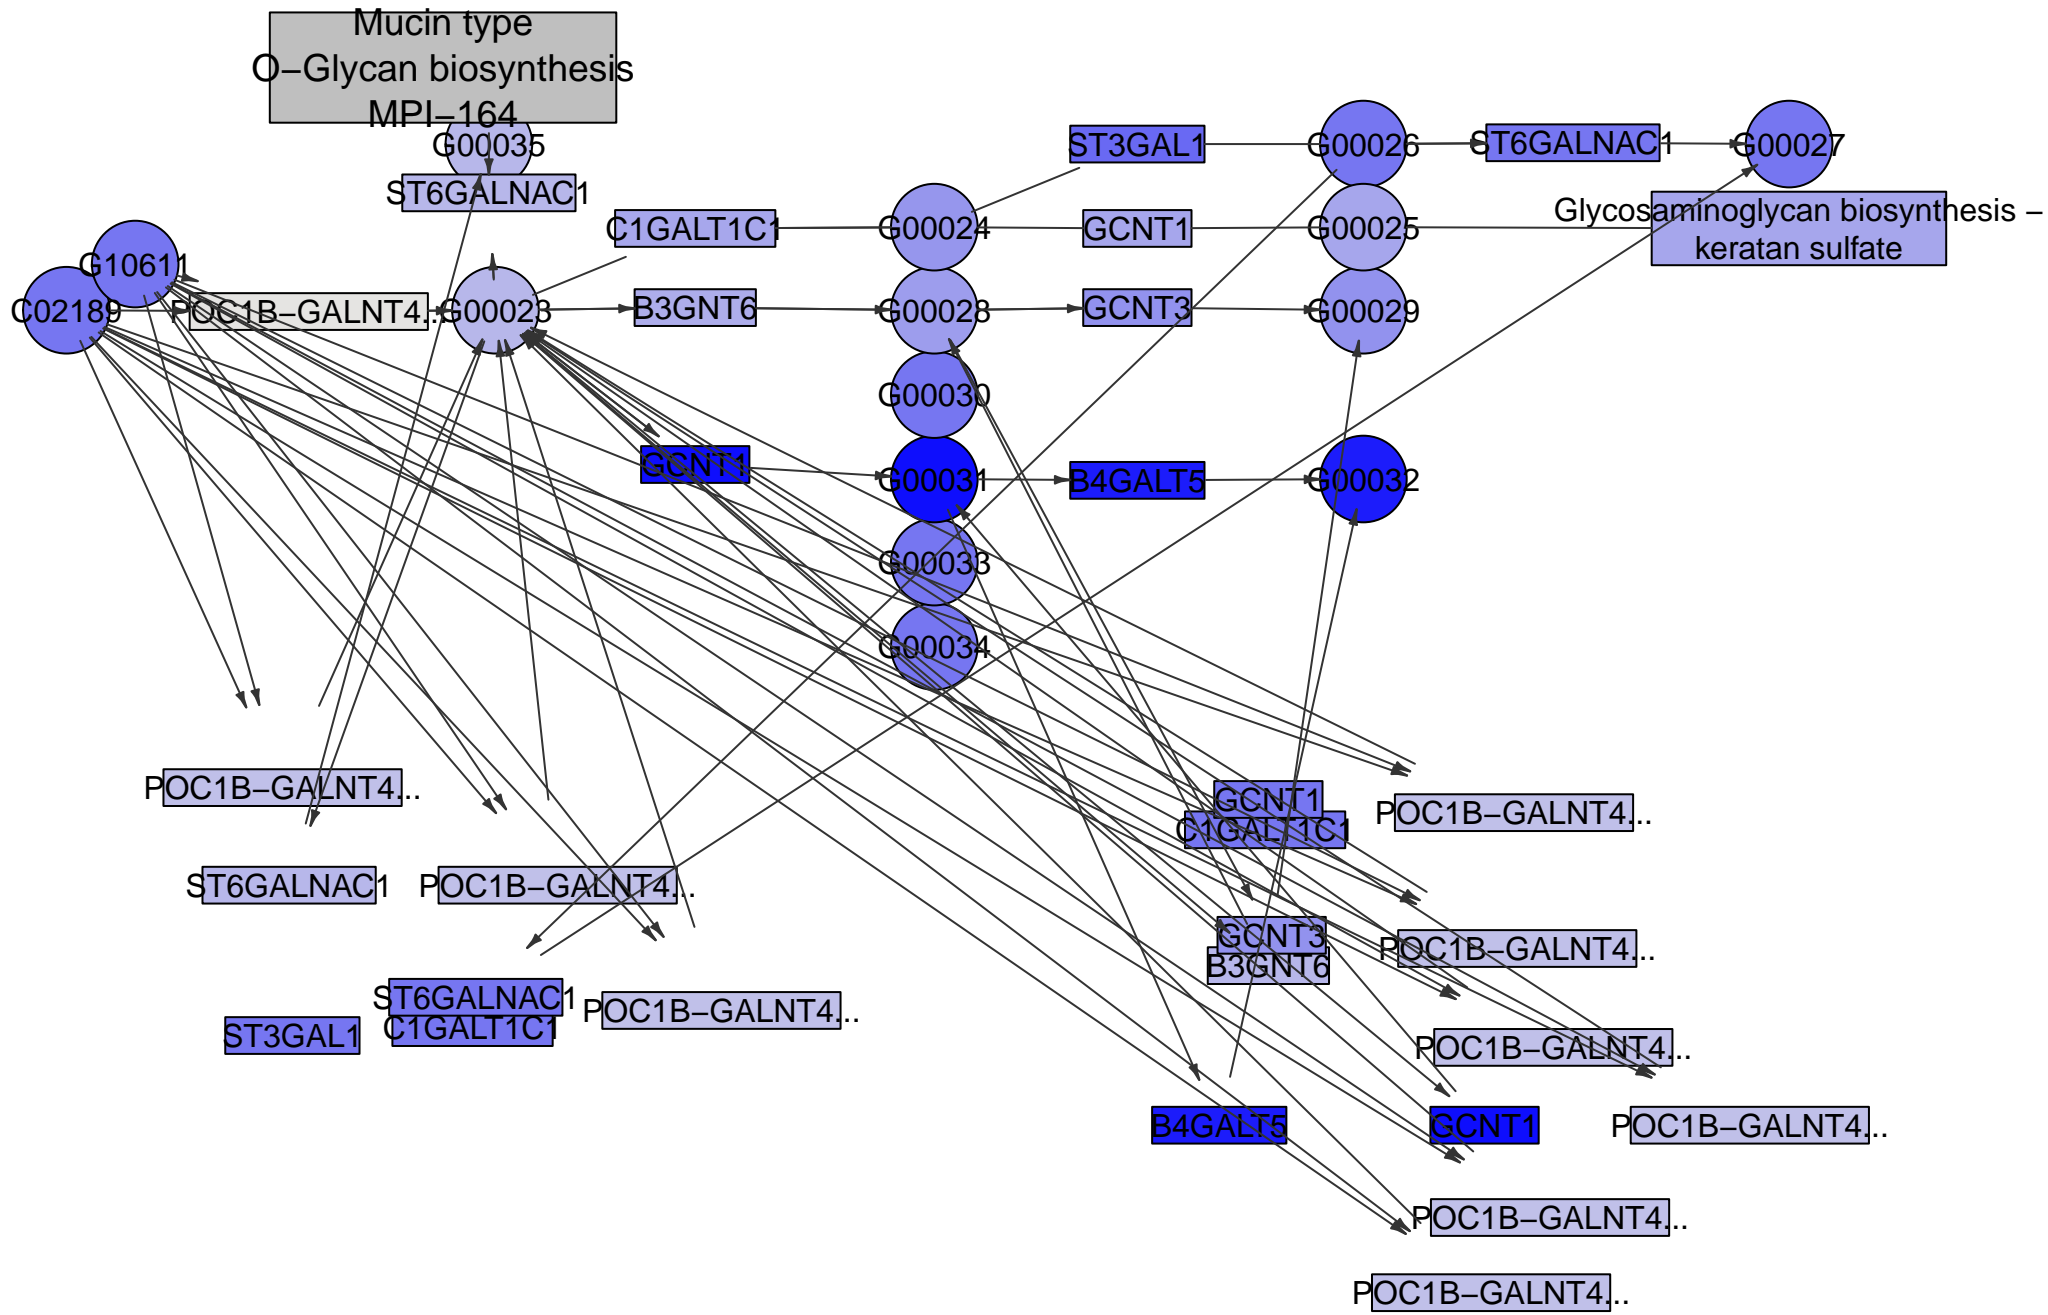 Mucin type
O−Glycan biosynthesis
MPI−164
G00035
ST6GALNAC1
ST3GAL1
G00026
ST6GALNAC1
G00027
C1GALT1C1
G00024
GCNT1
G00025
Glycosaminoglycan biosynthesis −
keratan sulfate
G10611
C02189
POC1B−GALNT4...
G00023
B3GNT6
G00028
GCNT3
G00029
G00030
GCNT1
G00031
B4GALT5
G00032
G00033
G00034
POC1B−GALNT4...
GCNT1
C1GALT1C1
POC1B−GALNT4...
ST6GALNAC1
POC1B−GALNT4...
GCNT3
B3GNT6
POC1B−GALNT4...
ST6GALNAC1
C1GALT1C1
ST3GAL1
POC1B−GALNT4...
POC1B−GALNT4...
B4GALT5
GCNT1
POC1B−GALNT4...
POC1B−GALNT4...
POC1B−GALNT4...